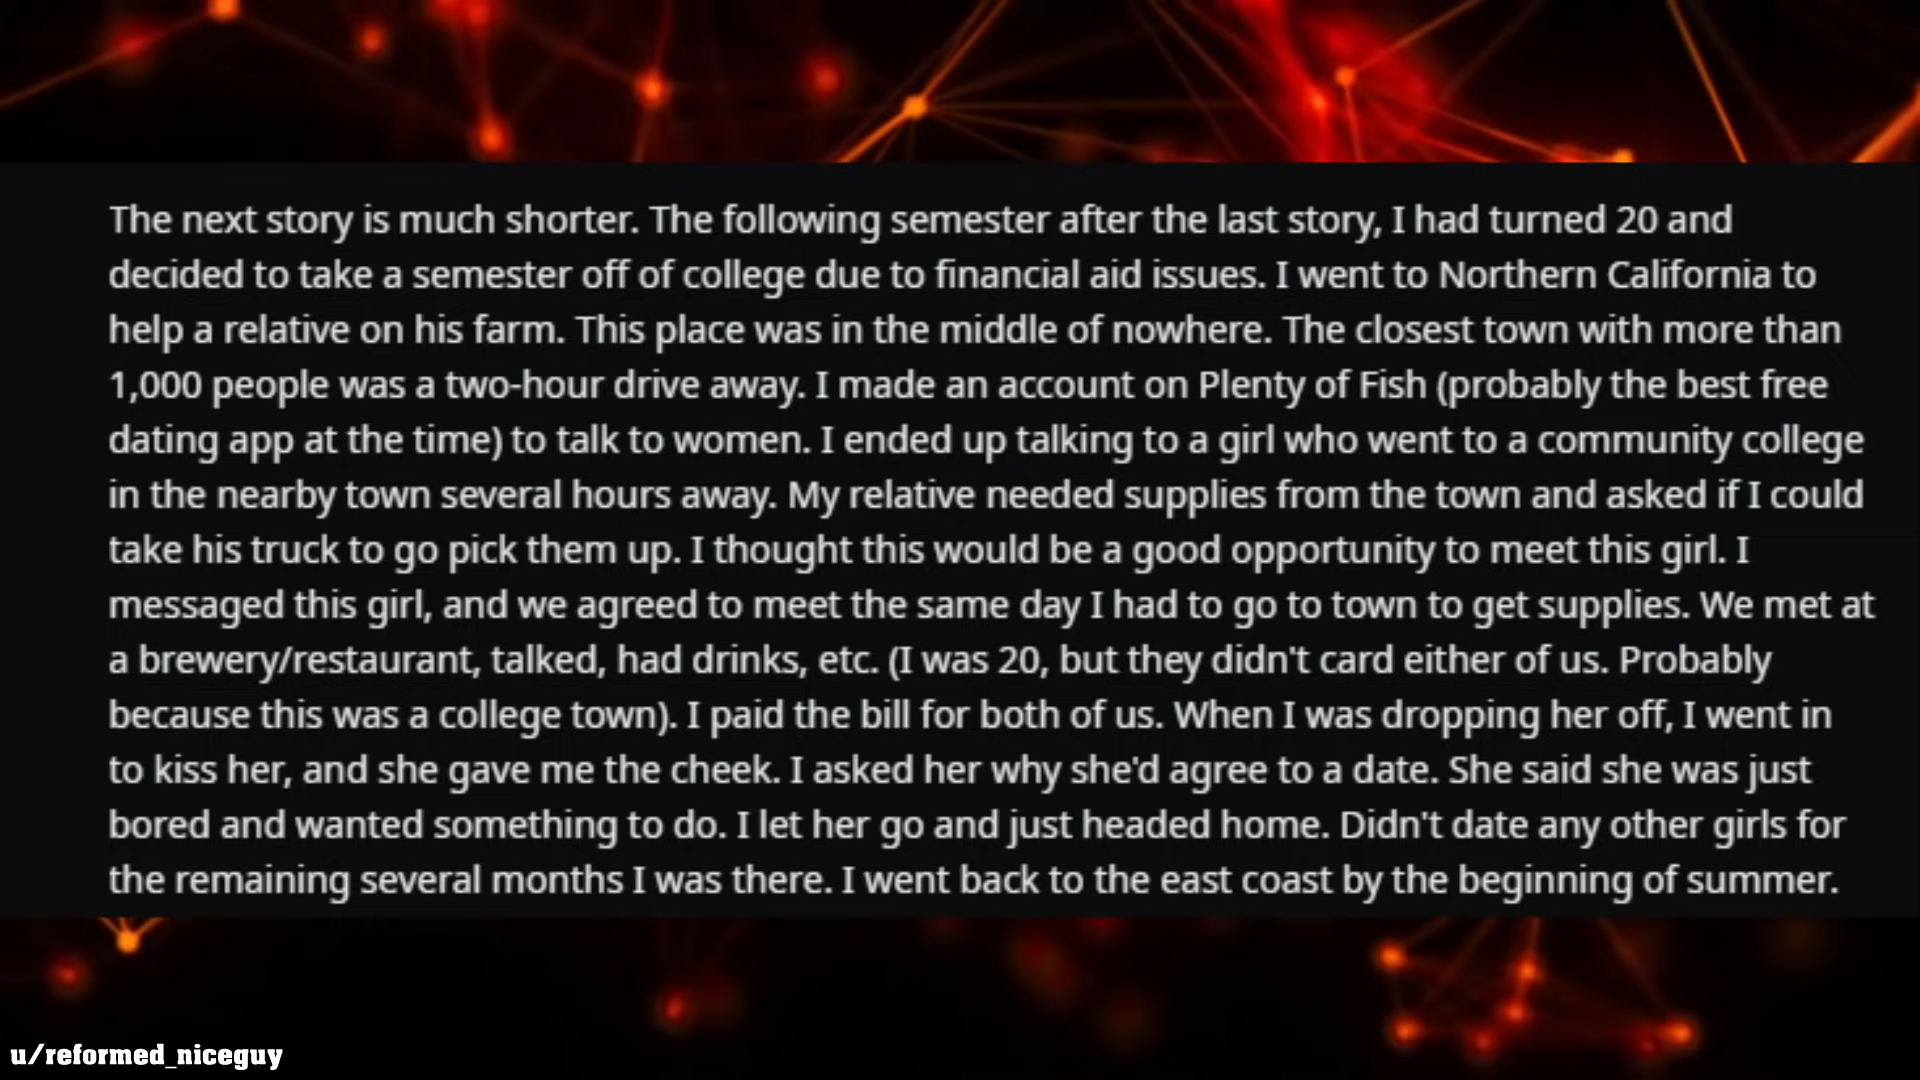 The next story is much shorter. The following semester after the last story, I had turned 20 and
decided to take a semester off of college due to financial aid issues. I went to Northern California to
help a relative on his farm. This place was in the middle of nowhere. The closest town with more than
1,000 people was a two-hour drive away. I made an account on Plenty of Fish (probably the best free
dating app at the time) to talk to women. I ended up talking to a girl who went to a community college
in the nearby town several hours away. My relative needed supplies from the town and asked if I could
take his truck to go pick them up. I thought this would be a good opportunity to meet this girl. I
messaged this girl, and we agreed to meet the same day I had to go to town to get supplies. We met at
a brewery/restaurant, talked, had drinks, etc. (I was 20, but they didn't card either of us. Probably
because this was a college town). I paid the bill for both of us. When I was dropping her off, I went in
to kiss her, and she gave me the cheek. I asked her why she'd agree to a date. She said she was just
bored and wanted something to do. I let her go and just headed home. Didn't date any other girls for
the remaining several months I was there. I went back to the east coast by the beginning of summer.
u/reformed_niceguy